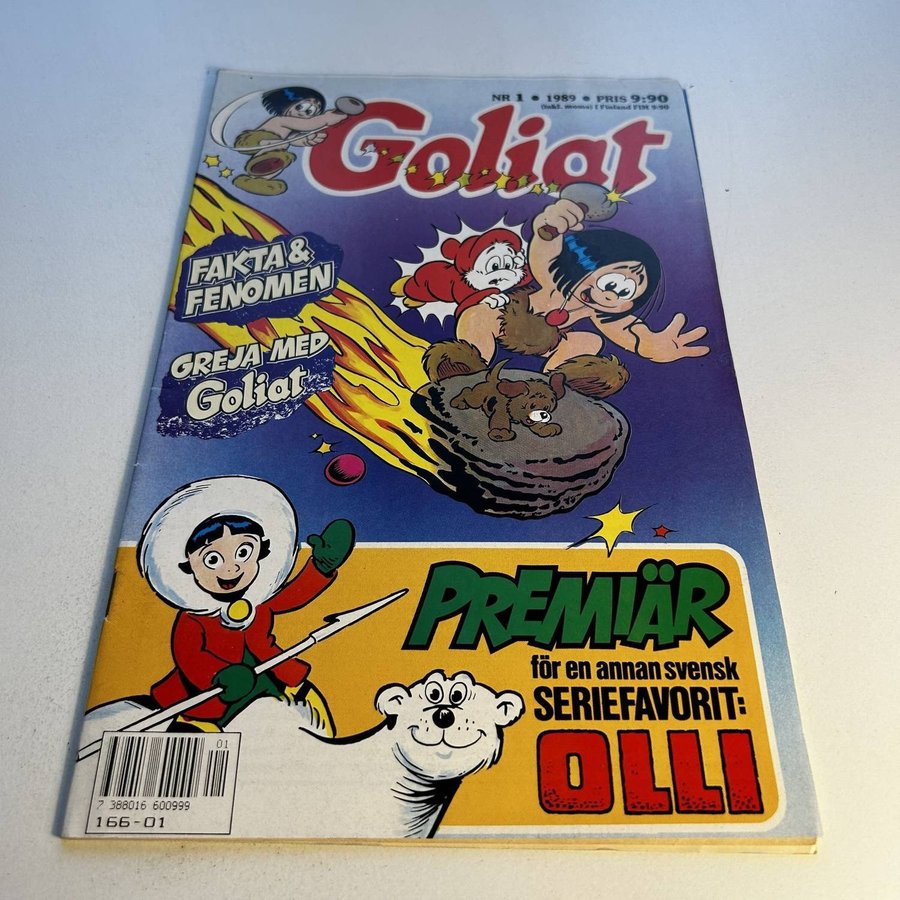 NR 1 • 1989 • PRIS 9:90
(inkl. moms) I Finland FIM 9:90
Goliat
FAKTA &
FENOMEN
GREJA MED
Goliat
PREMIÄR
för en annan svensk
SERIEFAVORIT:
OLLI
01
7 388016 600999
166-01